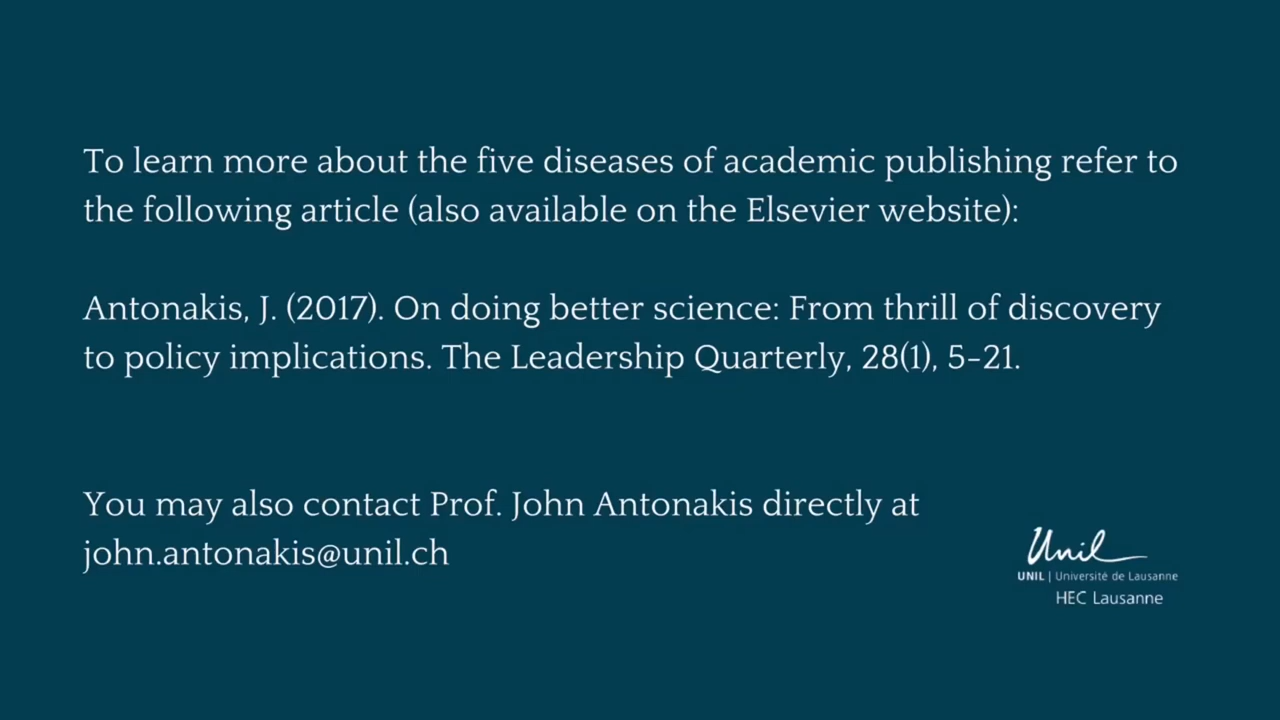 To learn more about the five diseases of academic publishing refer to
the following article (also available on the Elsevier website):
Antonakis, J. (2017). On doing better science: From thrill of discovery
to policy implications. The Leadership Quarterly, 28(1), 5-21.
You may also contact Prof. John Antonakis directly at
john.antonakis@unil.ch
Unil
UNIL | Université de Lausanne
HEC Lausanne